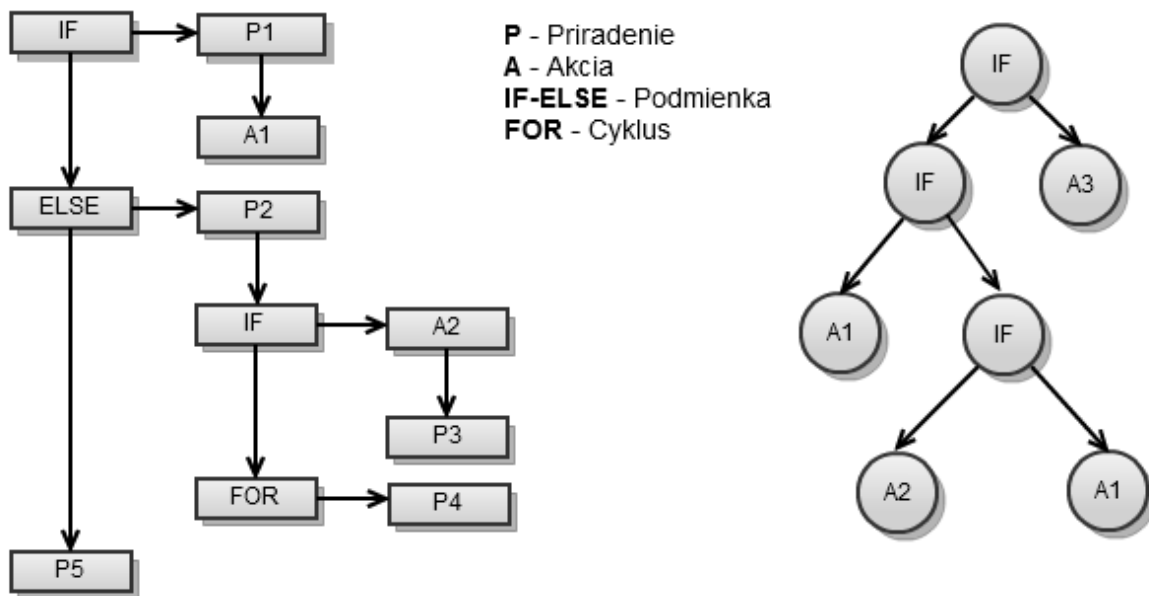 IF
P1
A1
ELSE
P2
IF
A2
P3
FOR
P4
P5
P - Priradenie
A - Akcia
IF-ELSE - Podmienka
FOR - Cyklus
IF
IF
A3
A1
IF
A2
A1